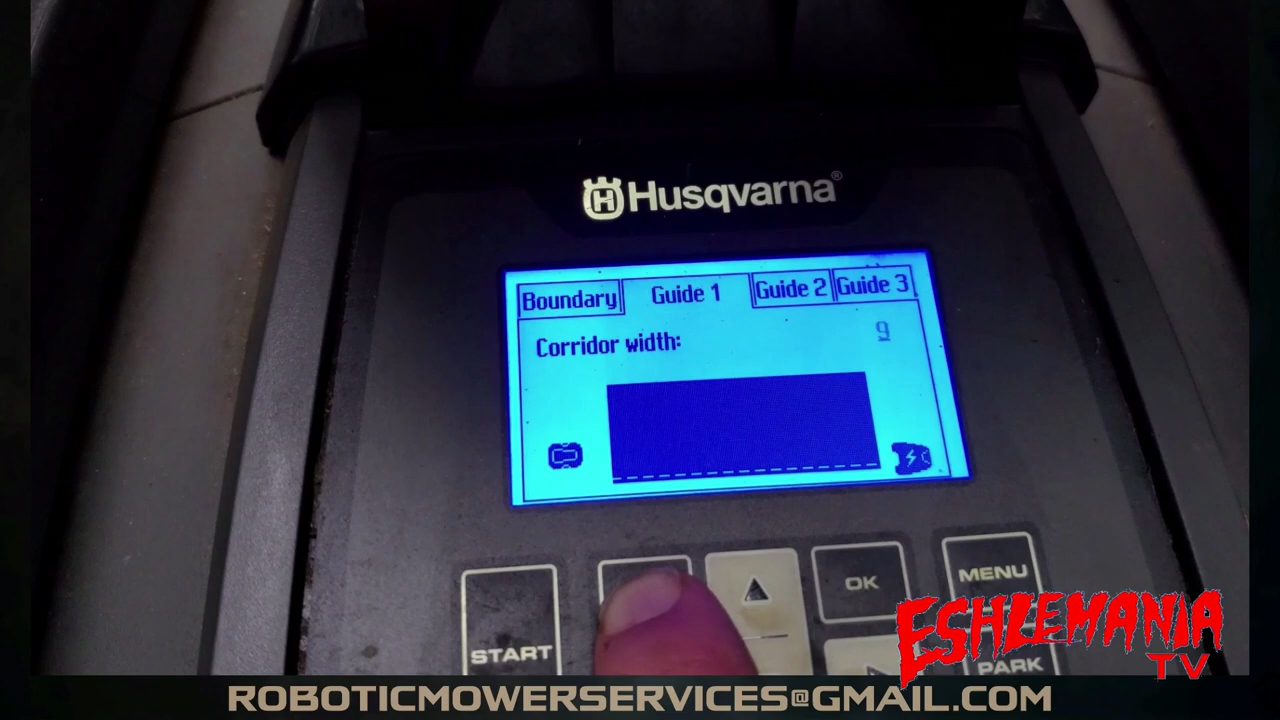 Husqvarna®
Boundary Guide 1 Guide 2 Guide 3
Corridor width: 9
START
OK
MENU
PARK
ESHLEMANIA
TV
ROBOTICMOWERSERVICES@GMAIL.COM